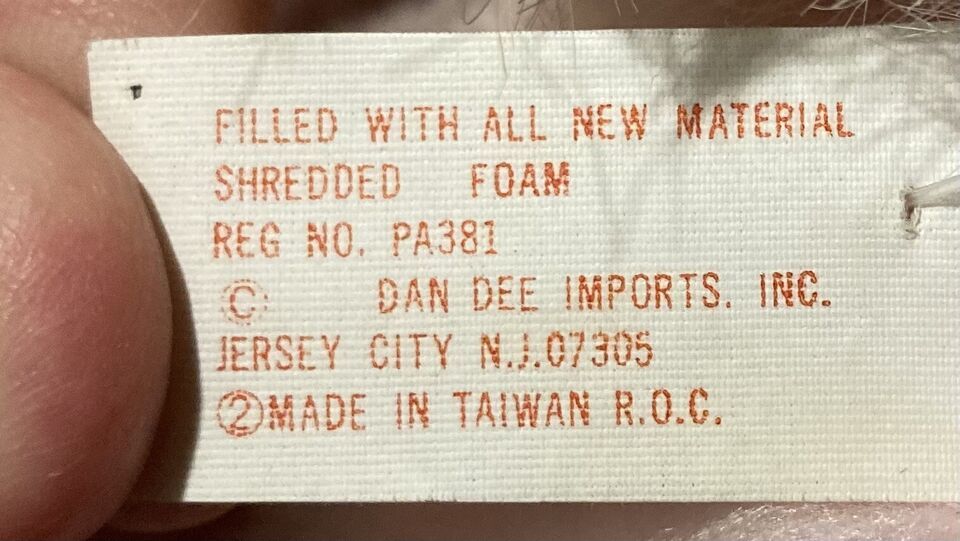 FILLED WITH ALL NEW MATERIAL
SHREDDED FOAM
REG NO. PA381
© DAN DEE IMPORTS. INC.
JERSEY CITY N.J.07305
②MADE IN TAIWAN R.O.C.